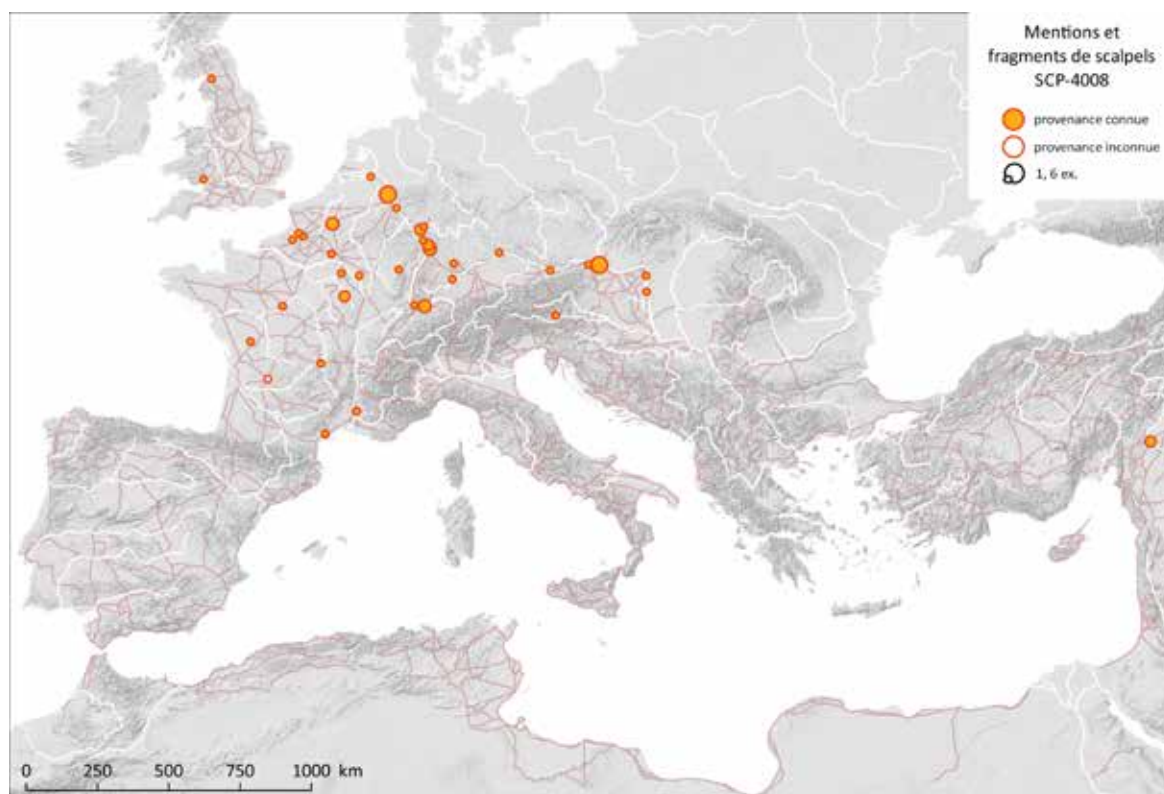 Mentions et
fragments de scalpels
SCP-4008
provenance connue
provenance inconnue
1, 6 ex.
0 250 500 750 1000 km